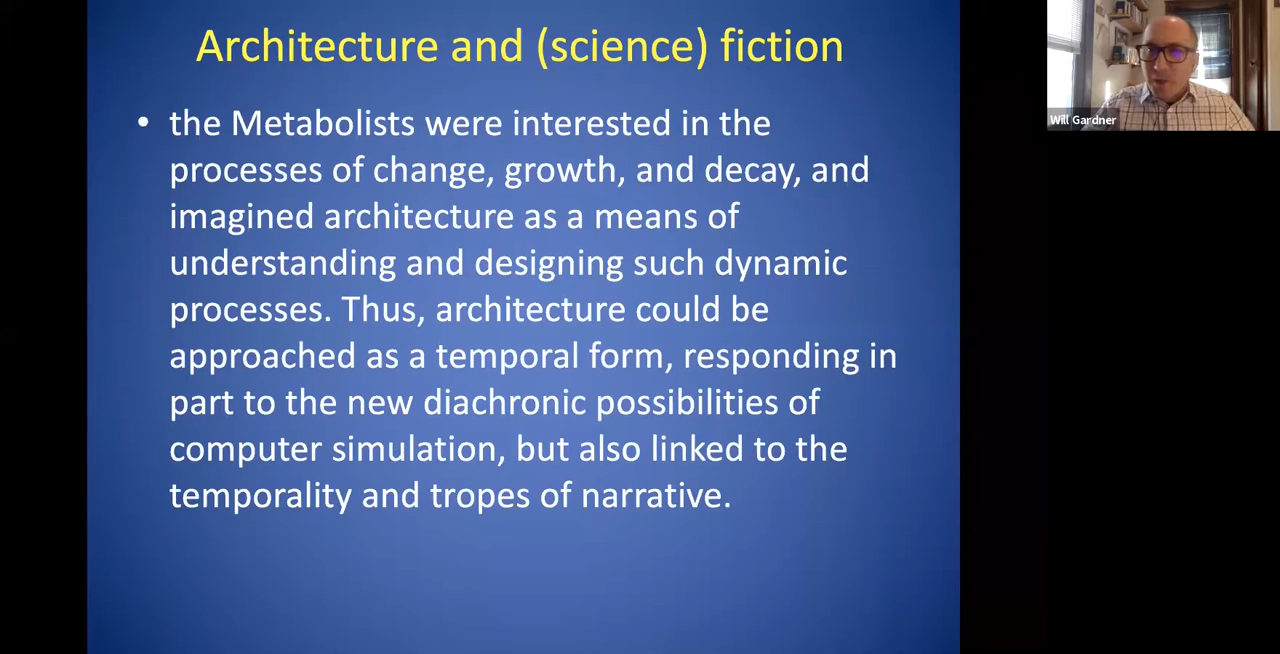 Architecture and (science) fiction
• the Metabolists were interested in the
processes of change, growth, and decay, and
imagined architecture as a means of
understanding and designing such dynamic
processes. Thus, architecture could be
approached as a temporal form, responding in
part to the new diachronic possibilities of
computer simulation, but also linked to the
temporality and tropes of narrative.
Will Gardner